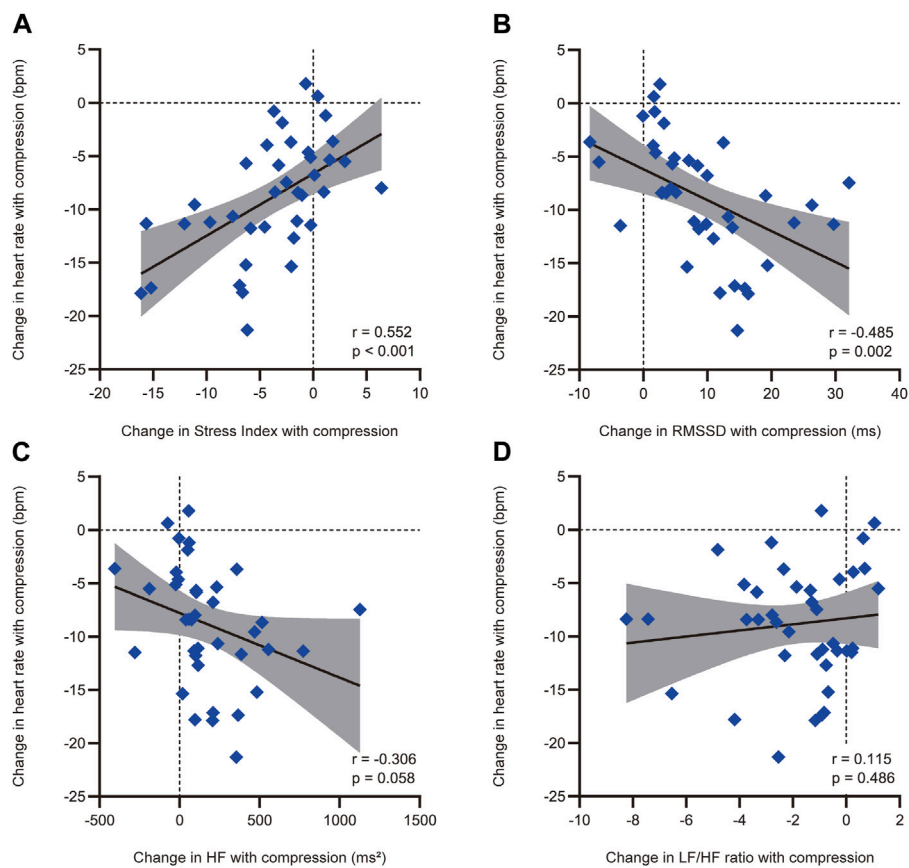 A
Change in heart rate with compression (bpm)
5
0
-5
-10
-15
-20
-25
r = 0.552
p < 0.001
-20 -15 -10 -5 0 5 10
Change in Stress Index with compression
B
Change in heart rate with compression (bpm)
5
0
-5
-10
-15
-20
-25
r = -0.485
p = 0.002
-10 0 10 20 30 40
Change in RMSSD with compression (ms)
C
Change in heart rate with compression (bpm)
5
0
-5
-10
-15
-20
-25
r = -0.306
p = 0.058
-500 0 500 1000 1500
Change in HF with compression (ms²)
D
Change in heart rate with compression (bpm)
5
0
-5
-10
-15
-20
-25
r = 0.115
p = 0.486
-10 -8 -6 -4 -2 0 2
Change in LF/HF ratio with compression